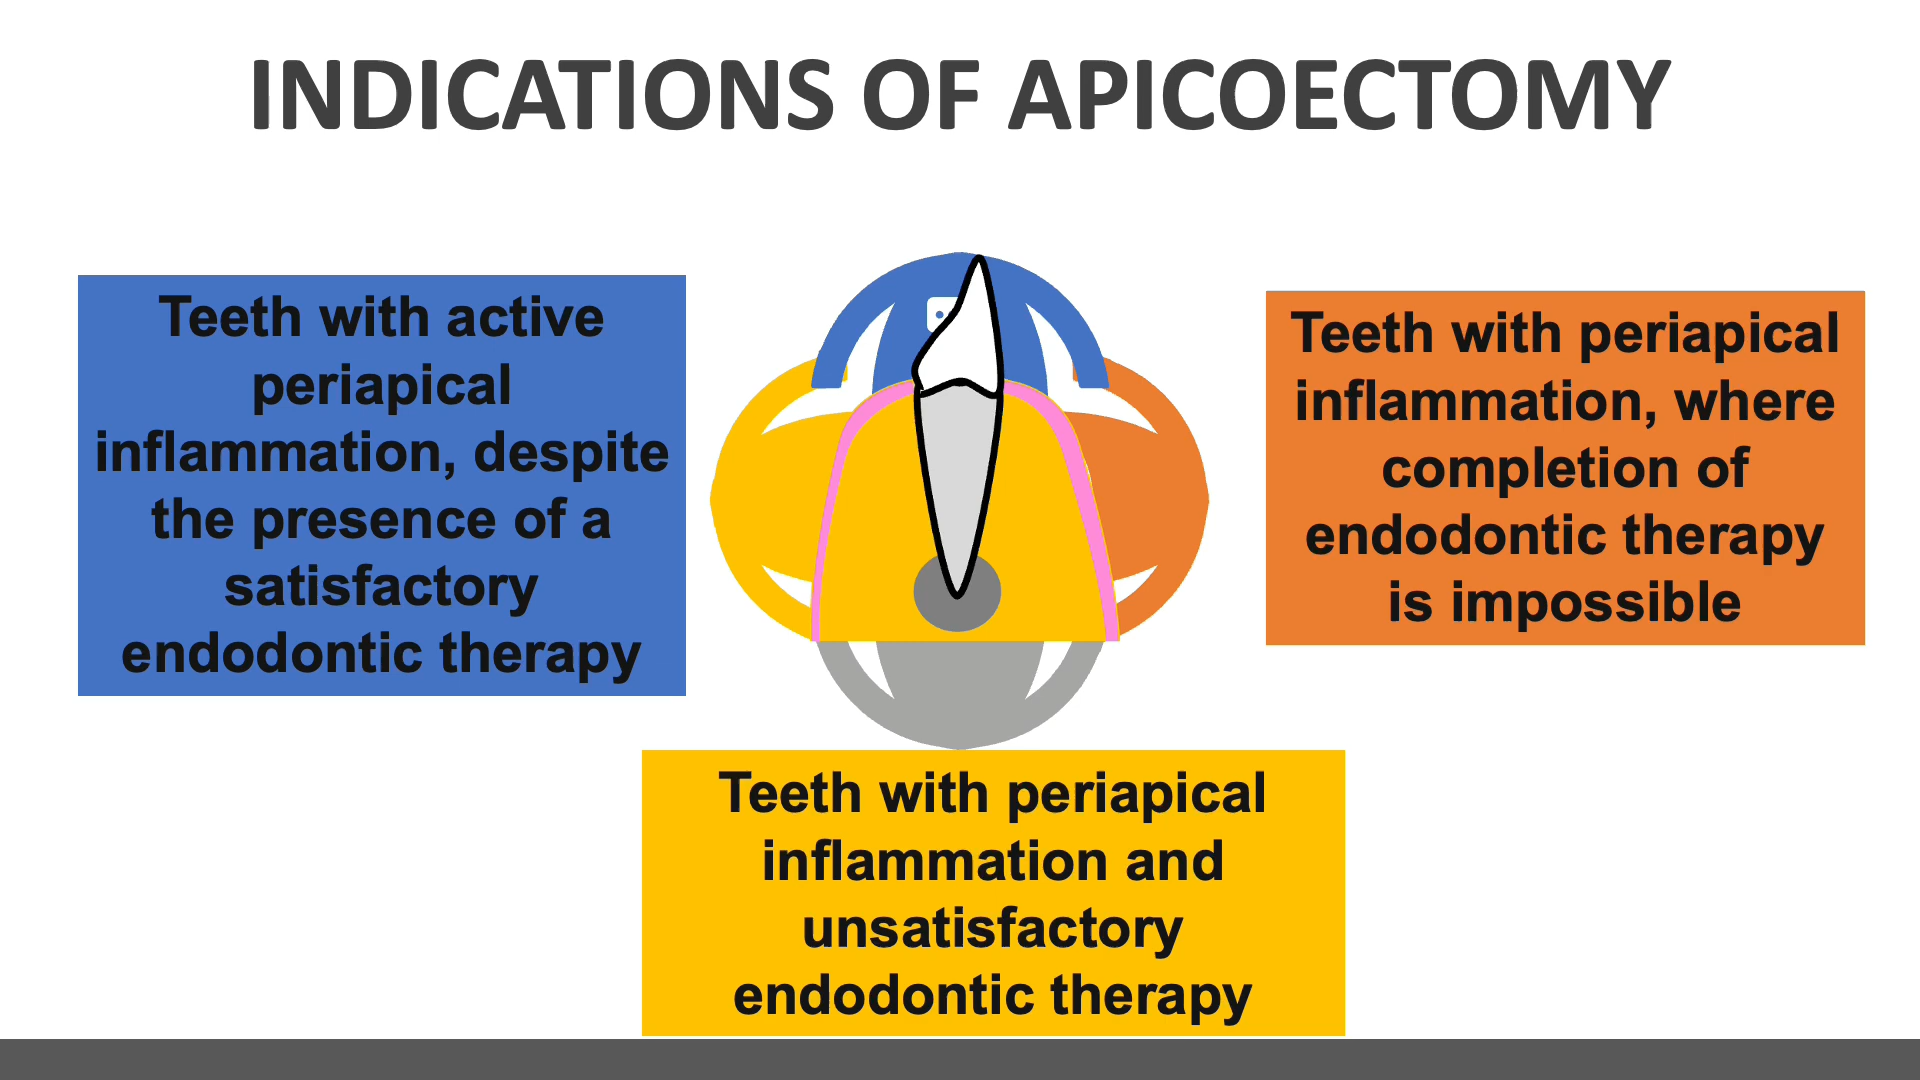 INDICATIONS OF APICOECTOMY
Teeth with active
periapical
inflammation, despite
the presence of a
satisfactory
endodontic therapy
Teeth with periapical
inflammation, where
completion of
endodontic therapy
is impossible
Teeth with periapical
inflammation and
unsatisfactory
endodontic therapy